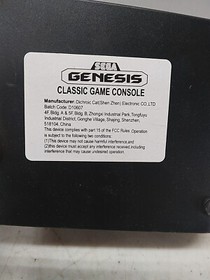 SEGA
GENESIS
CLASSIC GAME CONSOLE
Manufacturer: Dichroic Cat(Shen Zhen) Electronic CO.,LTD
Batch Code: D10607
4F, Bldg A & 5F, Bldg B, Zhongxi Industrial Park, Tongfuyu
Industrial District, Gonghe Village, Shajing, Shenzhen,
518104, China
This device complies with part 15 of the FCC Rules. Operation
is subject to the following two conditions:
(1)This device may not cause harmful interference,and
(2)this device must accept any interference received,including
interference that may cause undesired operation.